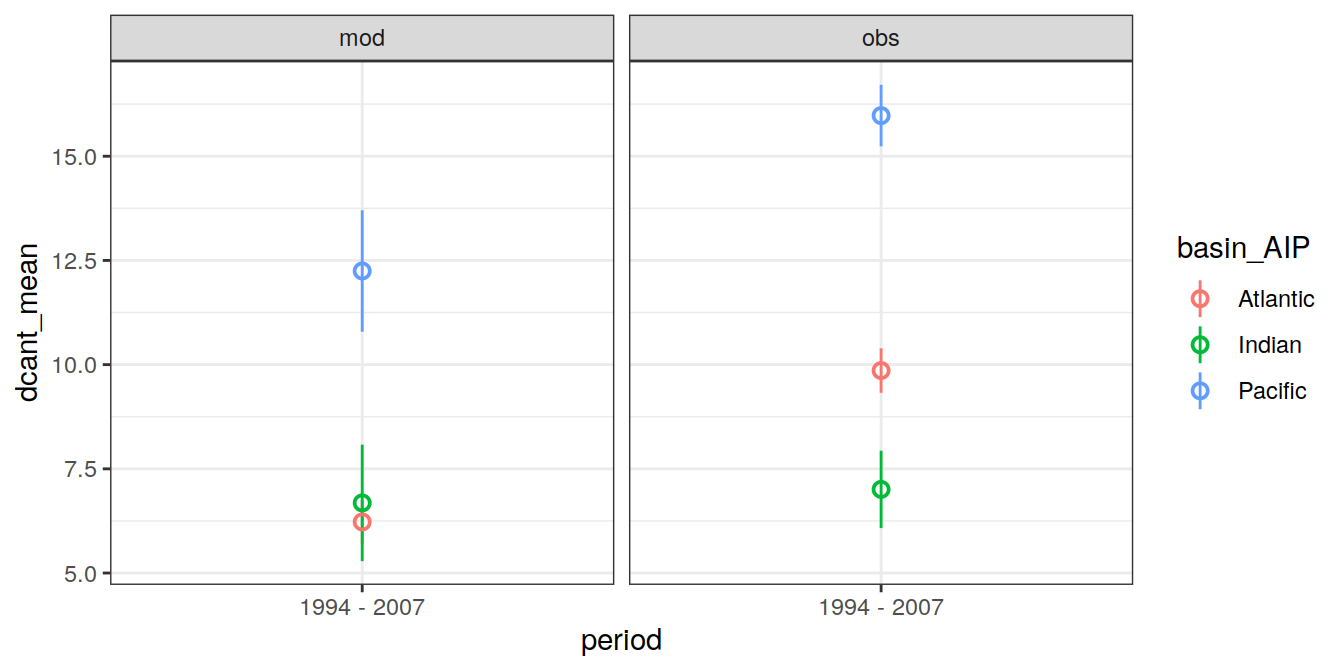 mod
obs
15.0
12.5
10.0
7.5
5.0
dcant_mean
1994 - 2007
1994 - 2007
period
basin_AIP
Atlantic
Indian
Pacific